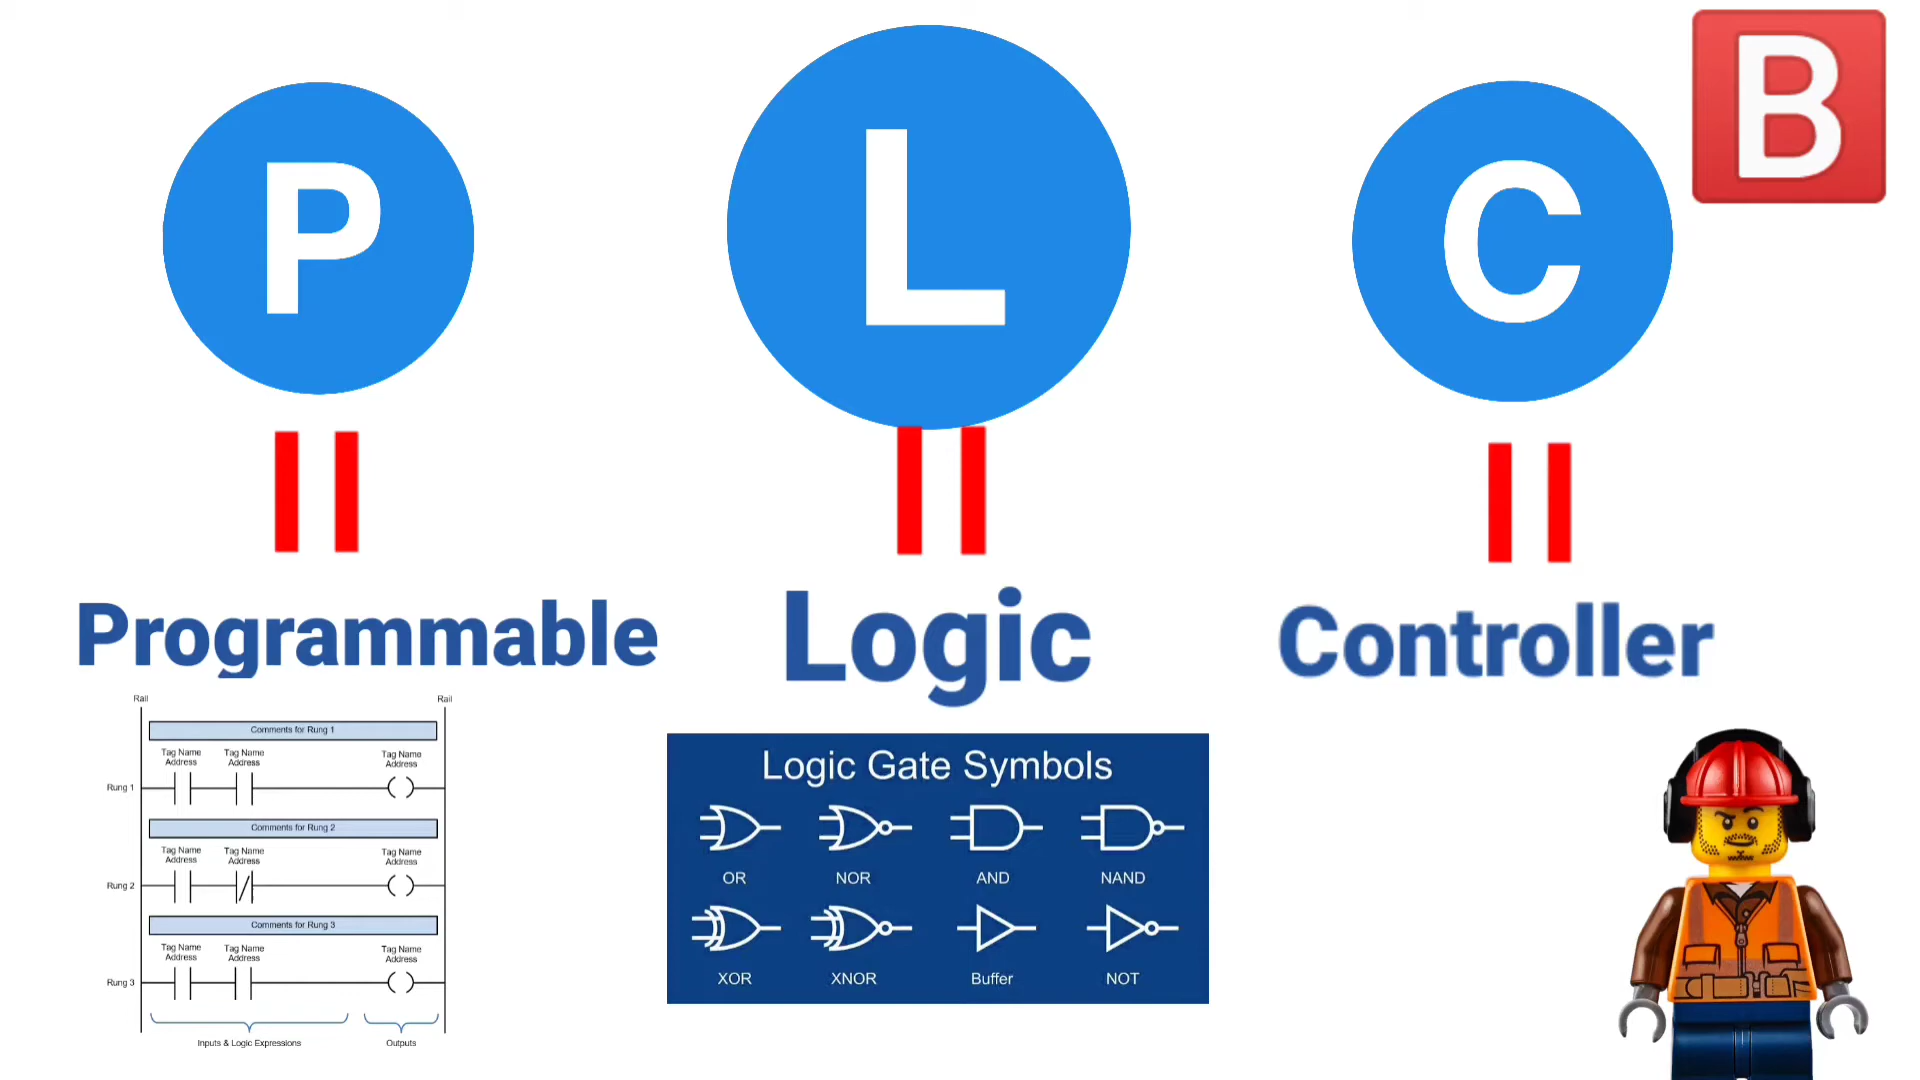 P
L
C
B
Programmable
Logic
Controller
Rail
Rail
Comments for Rung 1
Tag Name
Address
Tag Name
Address
Tag Name
Address
Rung 1
Comments for Rung 2
Tag Name
Address
Tag Name
Address
Tag Name
Address
Rung 2
Comments for Rung 3
Tag Name
Address
Tag Name
Address
Tag Name
Address
Rung 3
Inputs & Logic Expressions
Outputs
Logic Gate Symbols
OR
NOR
AND
NAND
XOR
XNOR
Buffer
NOT